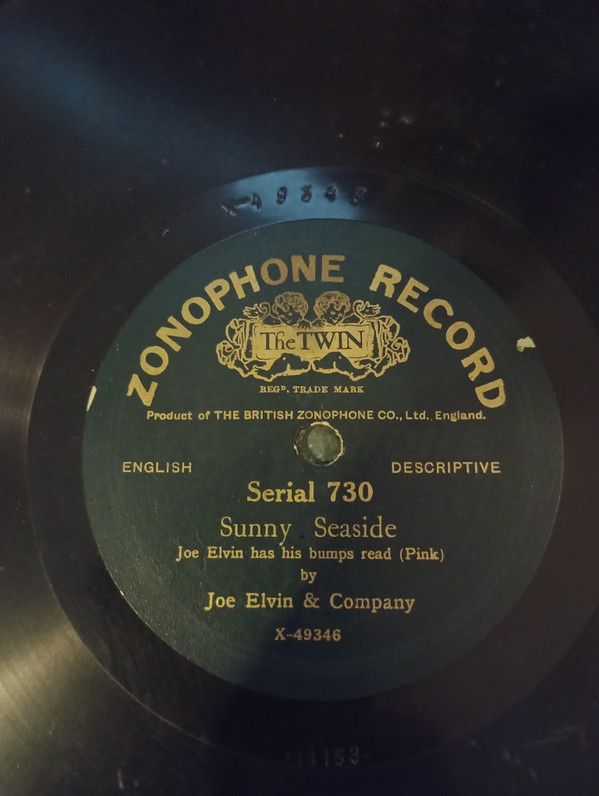 ZONOPHONE RECORD
The TWIN
REGD. TRADE MARK
Product of THE BRITISH ZONOPHONE CO., Ltd., England.
ENGLISH DESCRIPTIVE
Serial 730
Sunny Seaside
Joe Elvin has his bumps read (Pink)
by
Joe Elvin & Company
X-49346